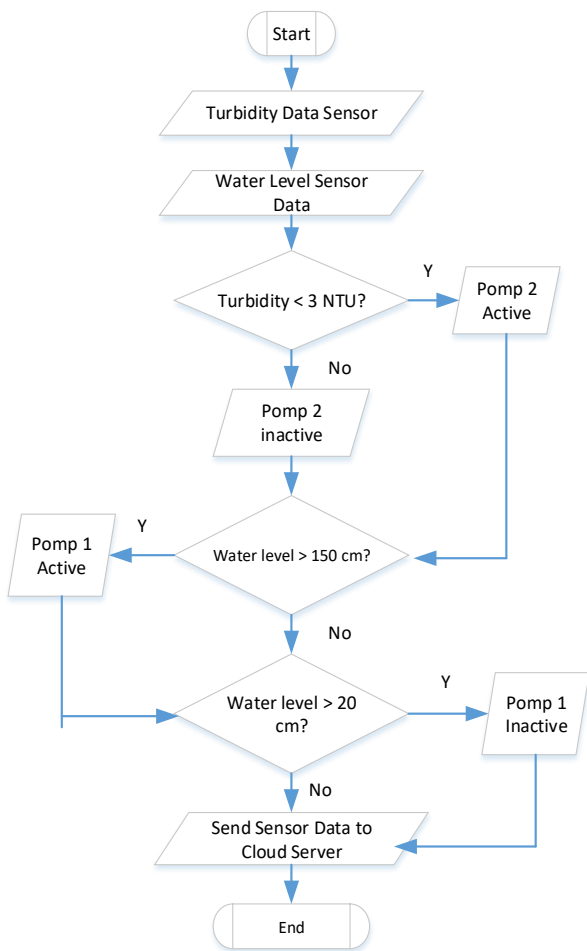 Start
Turbidity Data Sensor
Water Level Sensor
Data
Turbidity < 3 NTU?
Y
Pomp 2
Active
No
Pomp 2
inactive
Y
Pomp 1
Active
Water level > 150 cm?
No
Water level > 20
cm?
Y
Pomp 1
Inactive
No
Send Sensor Data to
Cloud Server
End